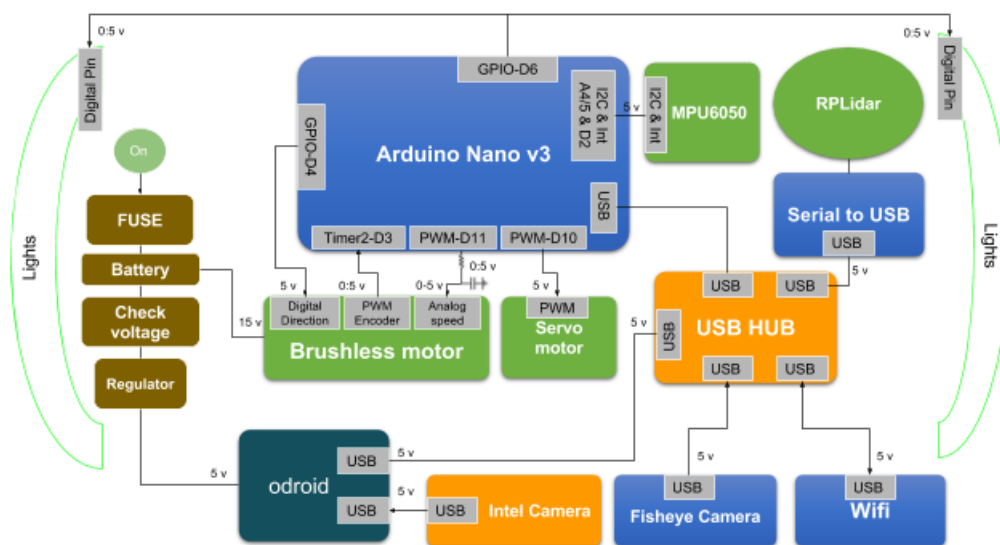 0:5 v
0:5 v
Digital Pin
Digital Pin
GPIO-D6
I2C & Int
A4/5 & D2
5 v
I2C & Int
MPU6050
RPLidar
GPIO-D4
Arduino Nano v3
On
USB
Serial to USB
USB
FUSE
Lights
Lights
Timer2-D3
PWM-D11
PWM-D10
Battery
5 v
0:5 v
0-5 v
0:5 v
5 v
5 v
USB
USB
Digital
Direction
PWM
Encoder
Analog
speed
PWM
Check
voltage
15 v
5 v
USB
USB HUB
Brushless motor
Servo
motor
Regulator
USB
USB
5 v
odroid
USB
5 v
5 v
5 v
5 v
USB
USB
Intel Camera
USB
Fisheye Camera
USB
Wifi